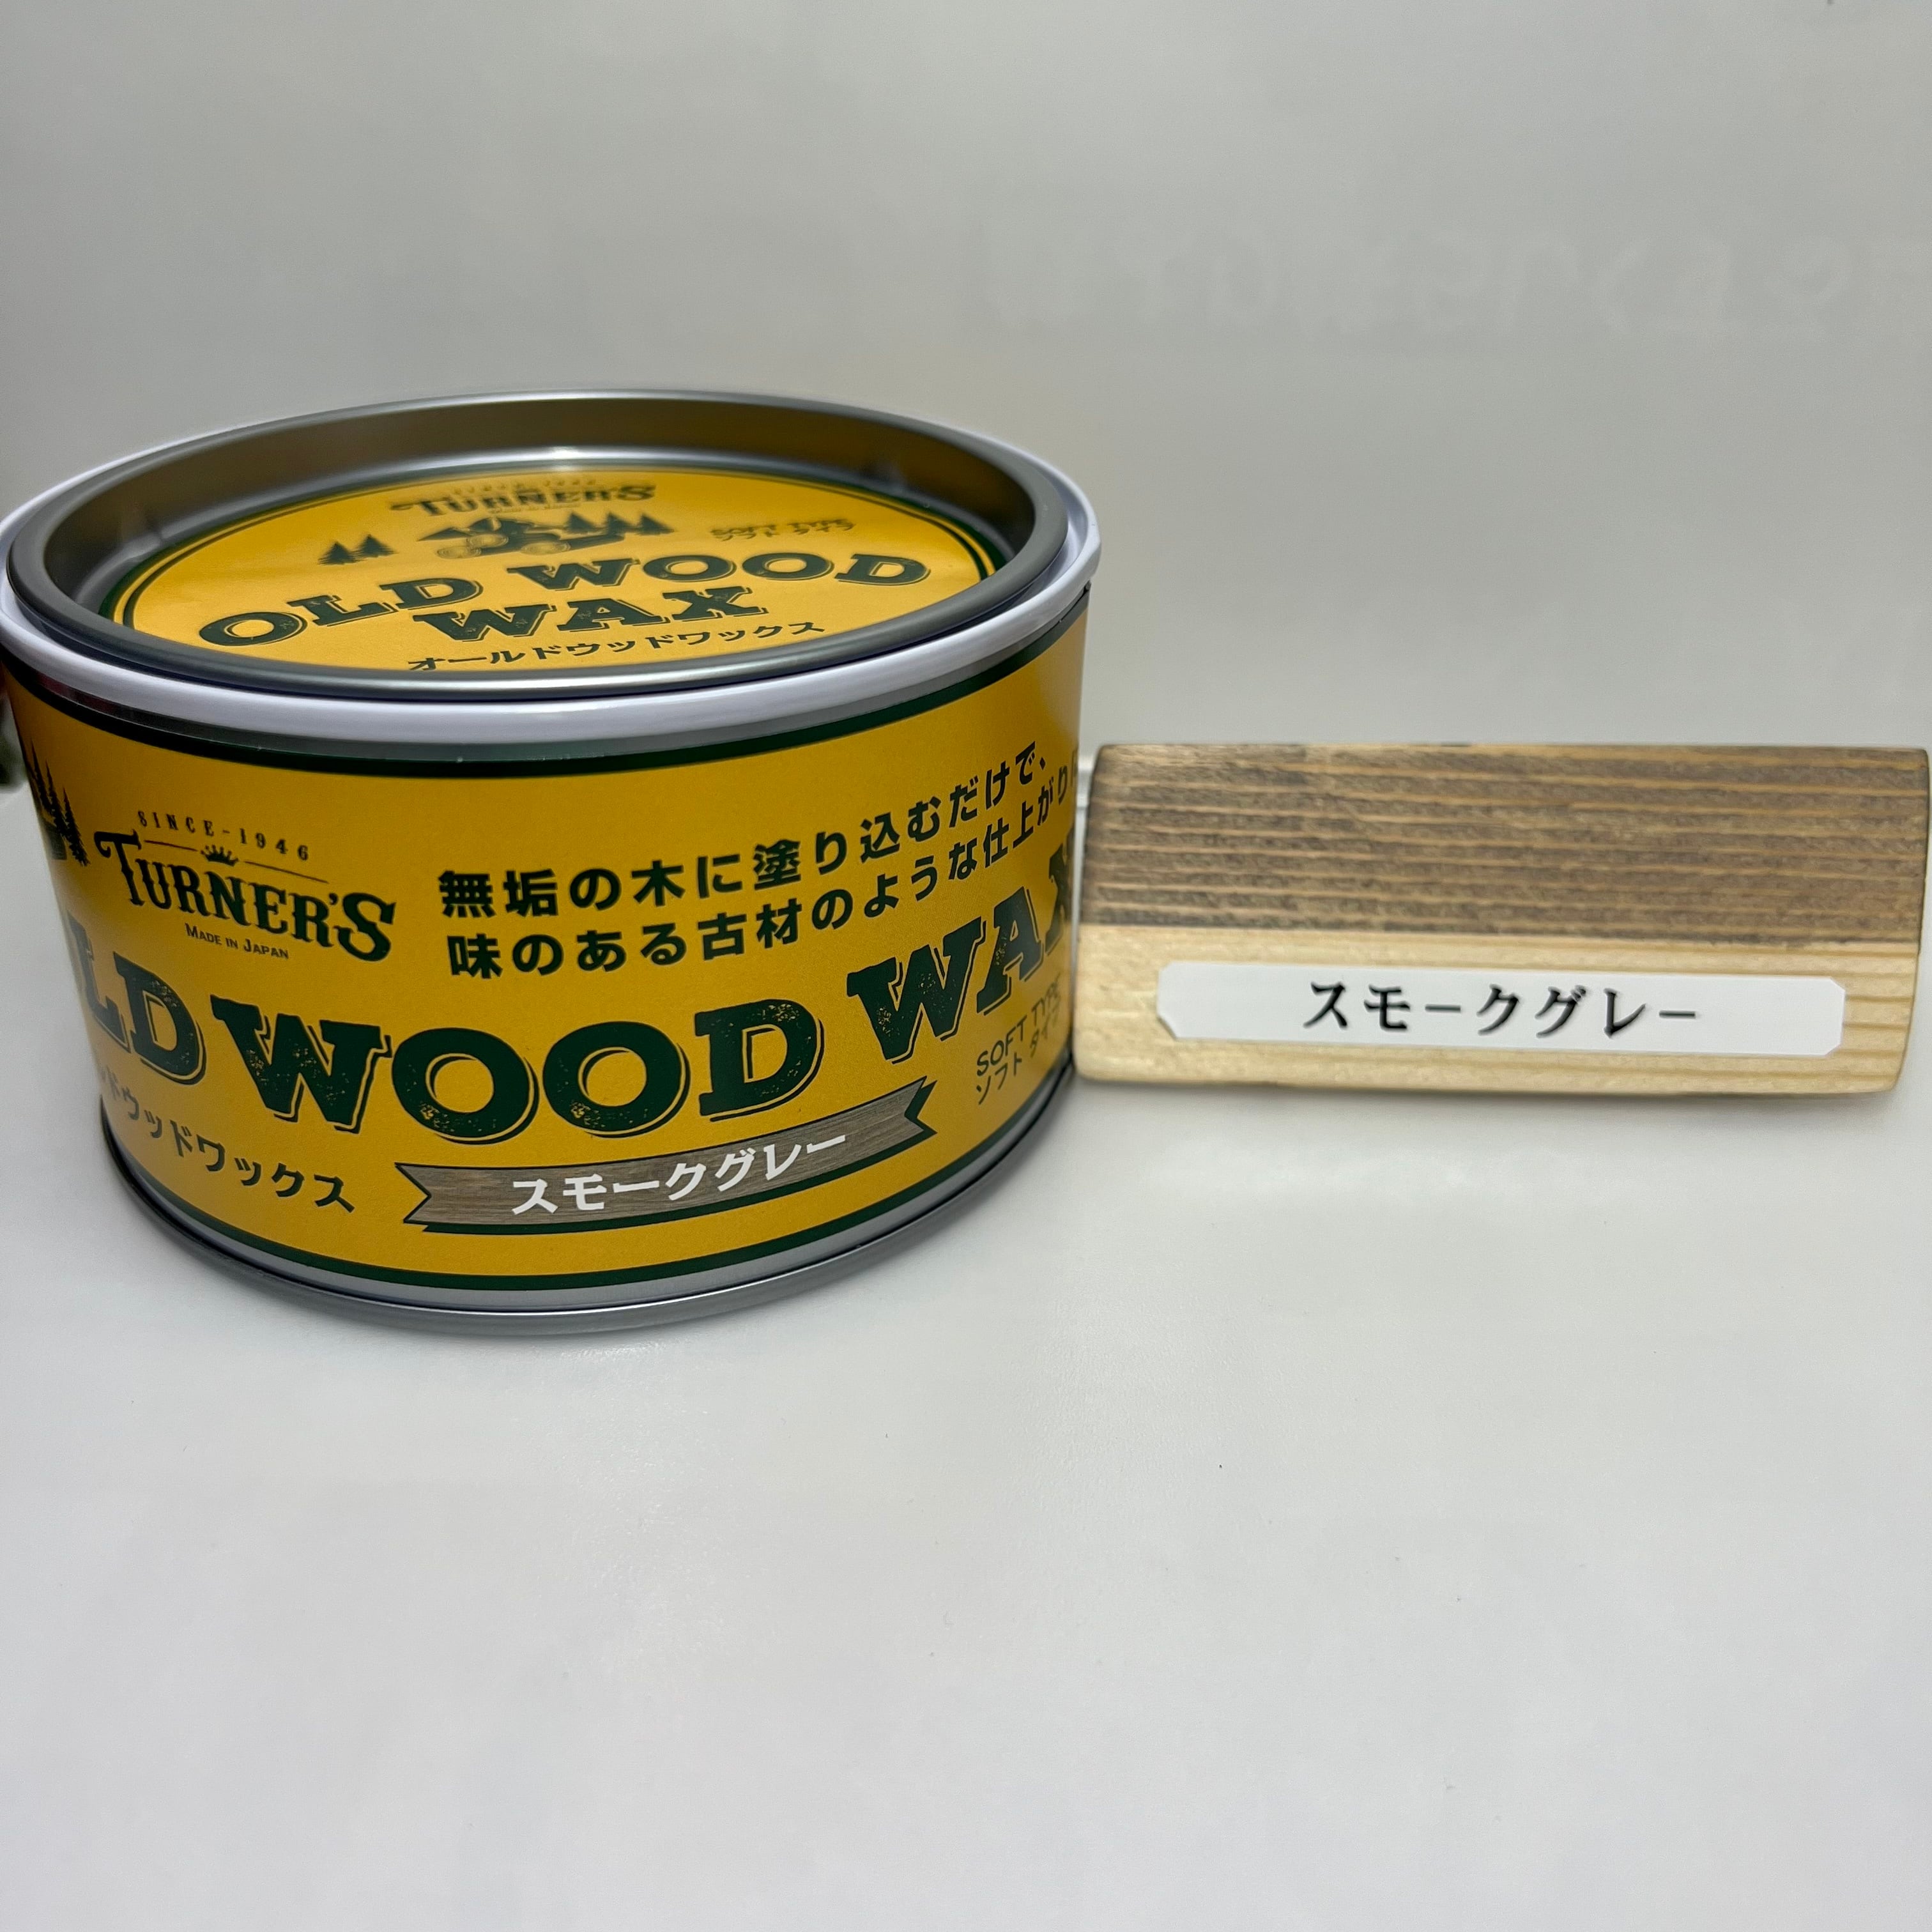 TURNER'S
SOFT TYPE
ソフト タイプ
OLD WOOD
WAX
オールドウッドワックス
SINCE-1946
TURNER'S
MADE IN JAPAN
無垢の木に塗り込むだけで、
味のある古材のような仕上がり
LD WOOD WAX
SOFT TYPE
ソフト タイプ
ドウッドワックス
スモークグレー
スモークグレー